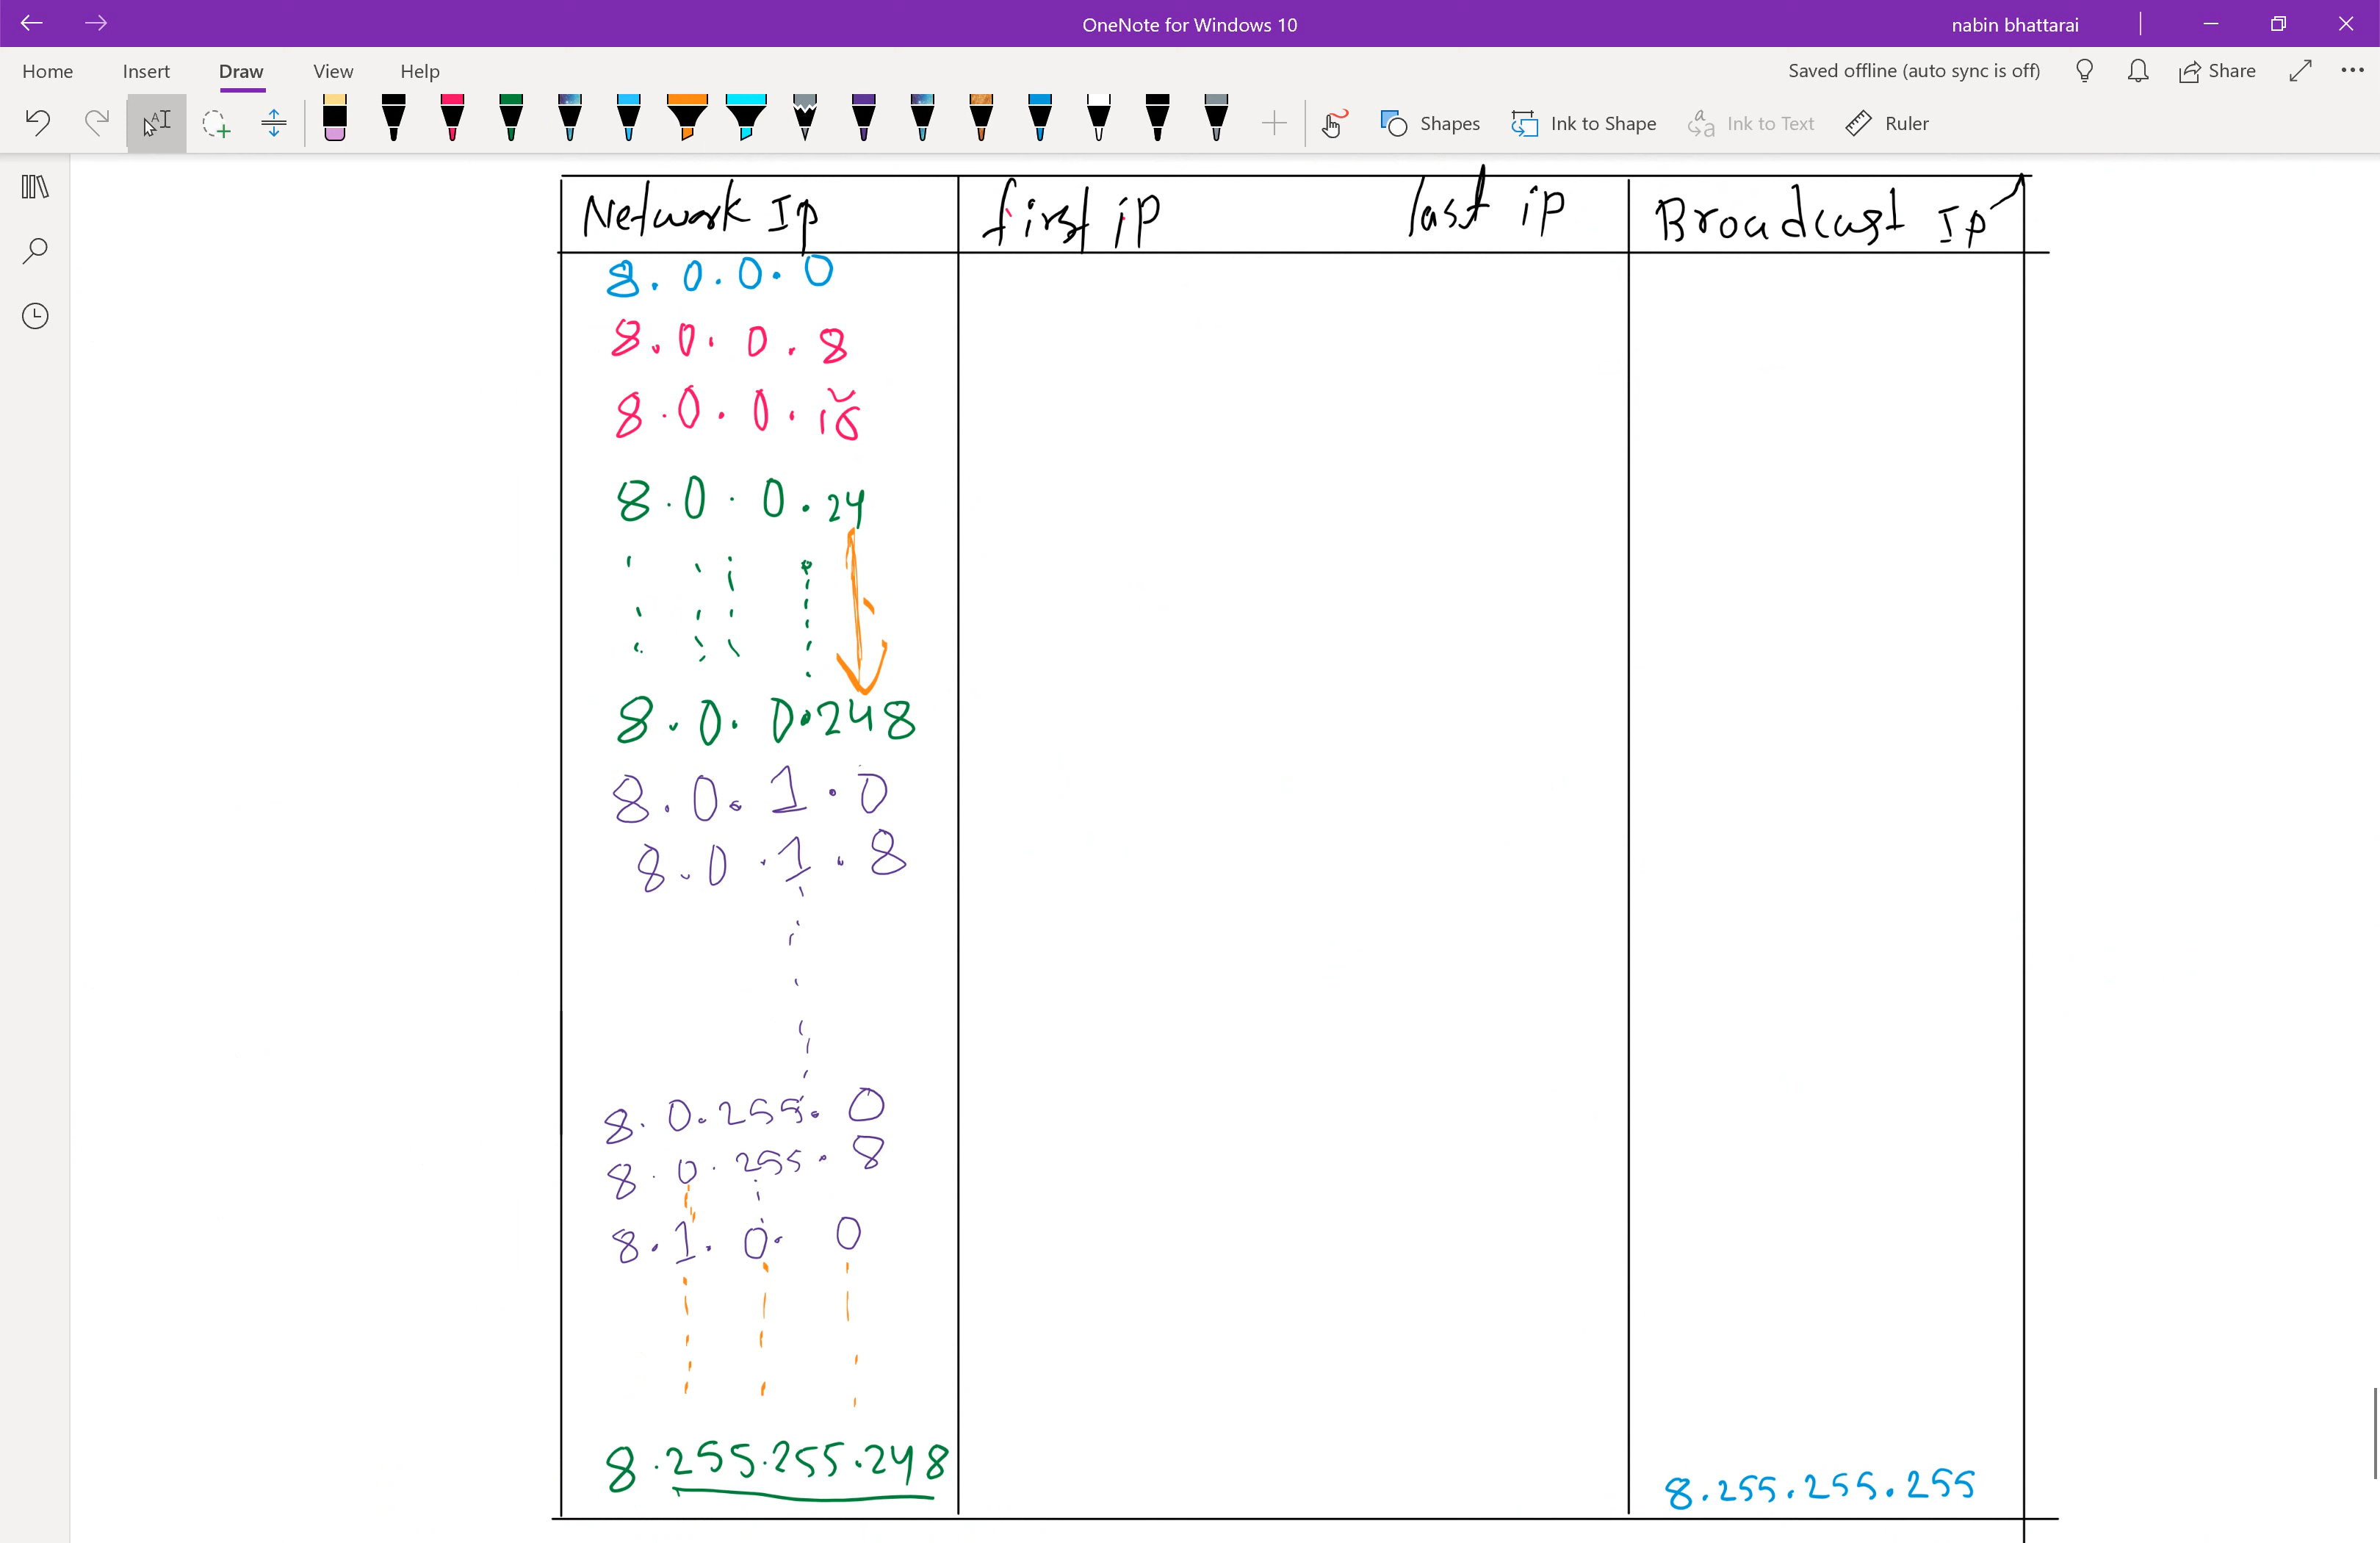 OneNote for Windows 10
nabin bhattarai
Home Insert Draw View Help
Saved offline (auto sync is off) Share
Shapes Ink to Shape Ink to Text Ruler
Network Ip first ip last ip Broadcast Ip
8.0.0.0
8.0.0.8
8.0.0.16
8.0.0.24
8.0.0.248
8.0.1.0
8.0.1.8
8.0.255.0
8.0.255.8
8.1.0.0
8.255.255.248 8.255.255.255